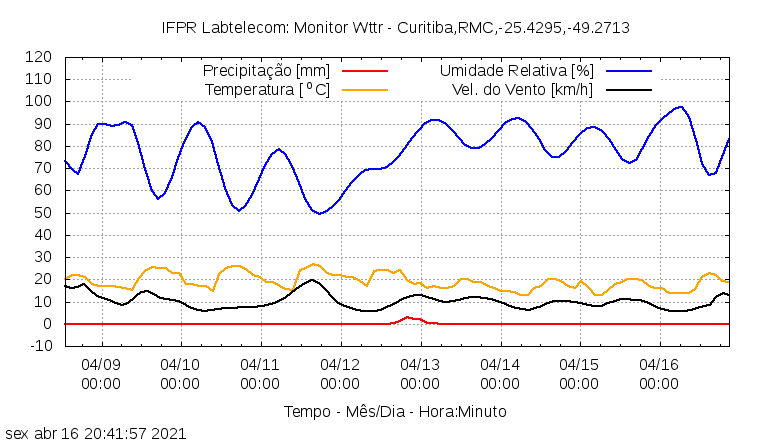 IFPR Labtelecom: Monitor Wttr - Curitiba,RMC,-25.4295,-49.2713
120
110
100
90
80
70
60
50
40
30
20
10
0
-10
Precipitação [mm]
Temperatura [⁰C]
Umidade Relativa [%]
Vel. do Vento [km/h]
04/09 04/10 04/11 04/12 04/13 04/14 04/15 04/16
00:00 00:00 00:00 00:00 00:00 00:00 00:00 00:00
Tempo - Mês/Dia - Hora:Minuto
sex abr 16 20:41:57 2021